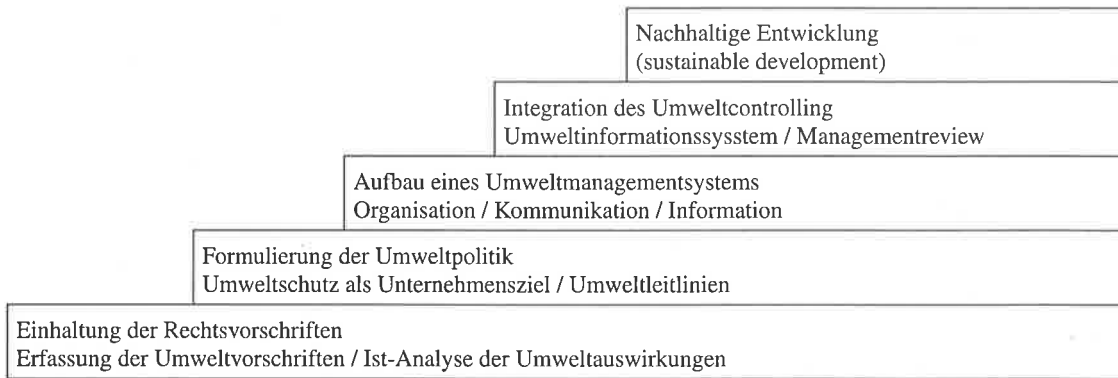 Nachhaltige Entwicklung
(sustainable development)
Integration des Umweltcontrolling
Umweltinformationssysstem / Managementreview
Aufbau eines Umweltmanagementsystems
Organisation / Kommunikation / Information
Formulierung der Umweltpolitik
Umweltschutz als Unternehmensziel / Umweltleitlinien
Einhaltung der Rechtsvorschriften
Erfassung der Umweltvorschriften / Ist-Analyse der Umweltauswirkungen